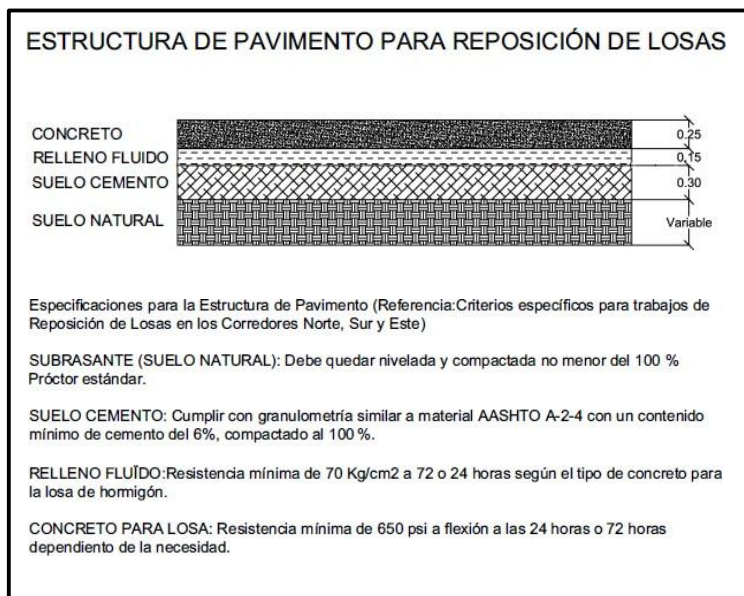 ESTRUCTURA DE PAVIMENTO PARA REPOSICIÓN DE LOSAS
CONCRETO 0.25
RELLENO FLUIDO 0.15
SUELO CEMENTO 0.30
SUELO NATURAL Variable
Especificaciones para la Estructura de Pavimento (Referencia:Criterios específicos para trabajos de
Reposición de Losas en los Corredores Norte, Sur y Este)
SUBRASANTE (SUELO NATURAL): Debe quedar nivelada y compactada no menor del 100 %
Próctor estándar.
SUELO CEMENTO: Cumplir con granulometría similar a material AASHTO A-2-4 con un contenido
mínimo de cemento del 6%, compactado al 100 %.
RELLENO FLUÏDO:Resistencia mínima de 70 Kg/cm2 a 72 o 24 horas según el tipo de concreto para
la losa de hormigón.
CONCRETO PARA LOSA: Resistencia mínima de 650 psi a flexión a las 24 horas o 72 horas
dependiento de la necesidad.